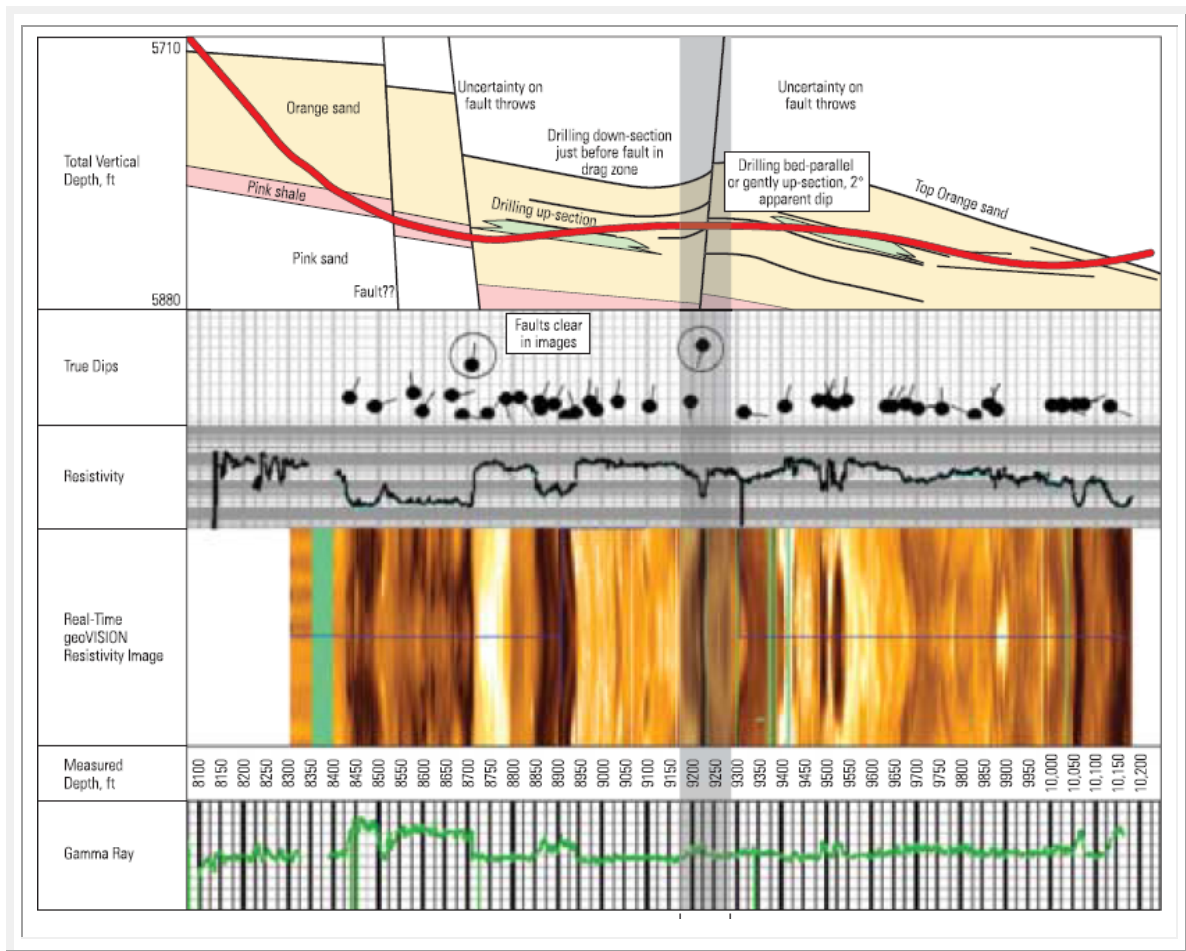 5710
Total Vertical
Depth, ft
5880
Orange sand
Pink shale
Pink sand
Fault??
Uncertainty on
fault throws
Drilling down-section
just before fault in
drag zone
Drilling up-section
Uncertainty on
fault throws
Drilling bed-parallel
or gently up-section, 2°
apparent dip
Top Orange sand
True Dips
Faults clear
in images
Resistivity
Real-Time
geoVISION
Resistivity Image
Measured
Depth, ft
8100 8150 8200 8250 8300 8350 8400 8450 8500 8550 8600 8650 8700 8750 8800 8850 8900 8950 9000 9050 9100 9150 9200 9250 9300 9350 9400 9450 9500 9550 9600 9650 9700 9750 9800 9850 9900 9950 10,000 10,050 10,100 10,150 10,200
Gamma Ray